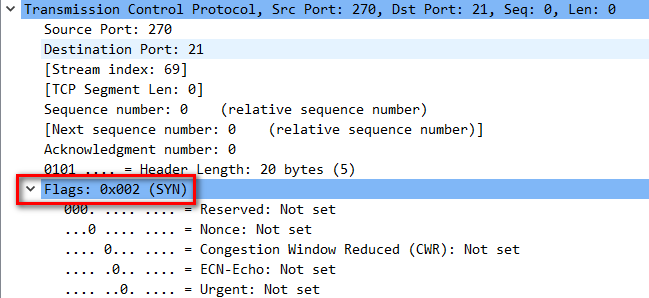 Transmission Control Protocol, Src Port: 270, Dst Port: 21, Seq: 0, Len: 0
Source Port: 270
Destination Port: 21
[Stream index: 69]
[TCP Segment Len: 0]
Sequence number: 0    (relative sequence number)
[Next sequence number: 0    (relative sequence number)]
Acknowledgment number: 0
0101 .... = Header Length: 20 bytes (5)
Flags: 0x002 (SYN)
000. .... .... = Reserved: Not set
...0 .... .... = Nonce: Not set
.... 0... .... = Congestion Window Reduced (CWR): Not set
.... .0.. .... = ECN-Echo: Not set
.... ..0. .... = Urgent: Not set